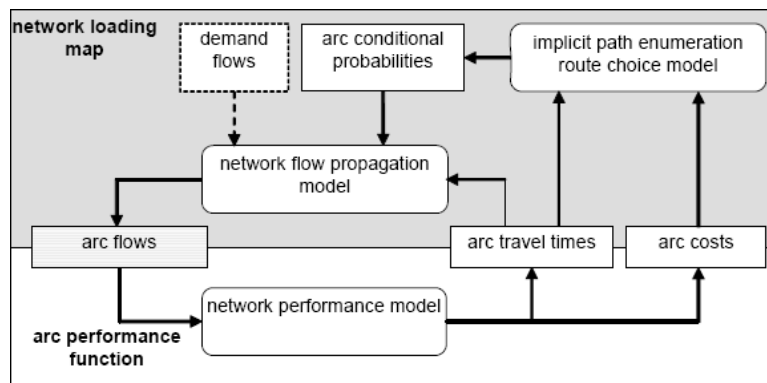 network loading
map
demand
flows
arc conditional
probabilities
implicit path enumeration
route choice model
network flow propagation
model
arc flows
arc travel times
arc costs
network performance model
arc performance
function